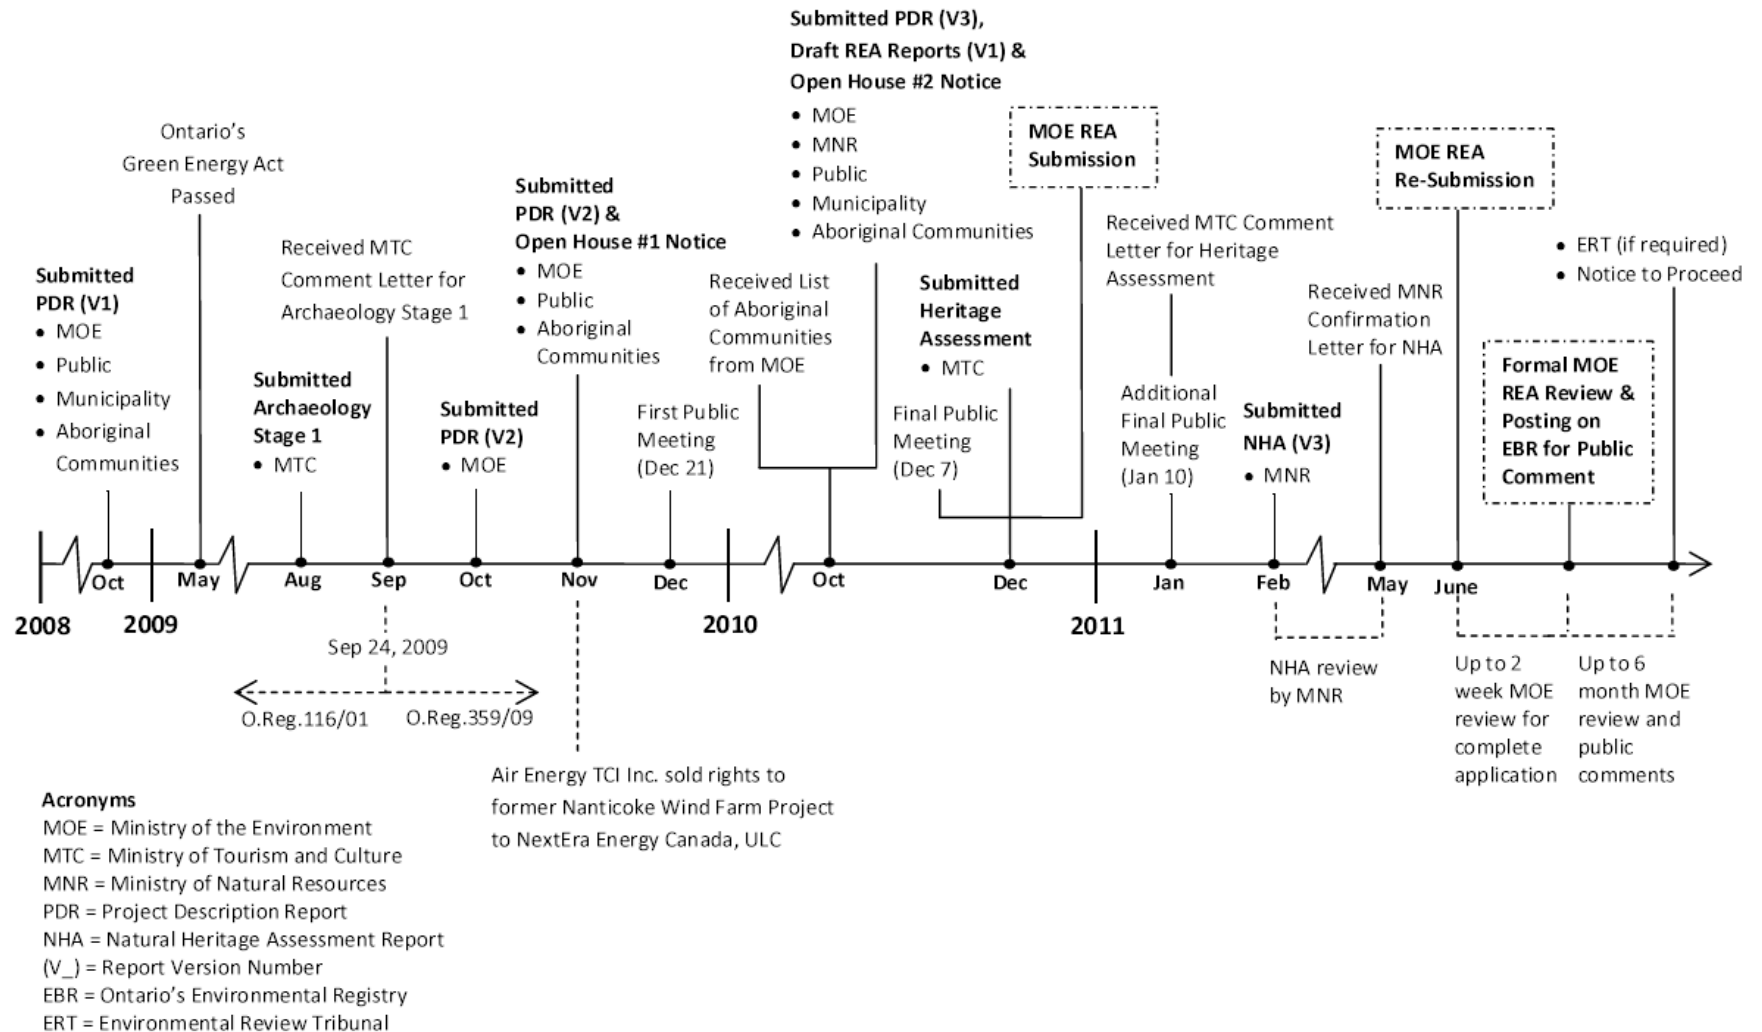 Submitted
PDR (V1)
• MOE
• Public
• Municipality
• Aboriginal
Communities
Ontario's
Green Energy Act
Passed
Submitted
Archaeology
Stage 1
• MTC
Received MTC
Comment Letter for
Archaeology Stage 1
Submitted
PDR (V2)
• MOE
Submitted
PDR (V2) &
Open House #1 Notice
• MOE
• Public
• Aboriginal
Communities
First Public
Meeting
(Dec 21)
Received List
of Aboriginal
Communities
from MOE
Submitted PDR (V3),
Draft REA Reports (V1) &
Open House #2 Notice
• MOE
• MNR
• Public
• Municipality
• Aboriginal Communities
Final Public
Meeting
(Dec 7)
Submitted
Heritage
Assessment
• MTC
MOE REA
Submission
Received MTC Comment
Letter for Heritage
Assessment
Additional
Final Public
Meeting
(Jan 10)
Submitted
NHA (V3)
• MNR
Received MNR
Confirmation
Letter for NHA
MOE REA
Re-Submission
Formal MOE
REA Review &
Posting on
EBR for Public
Comment
• ERT (if required)
• Notice to Proceed
Oct
May
Aug
Sep
Oct
Nov
Dec
Oct
Dec
Jan
Feb
May
June
2008
2009
2010
2011
Sep 24, 2009
O.Reg.116/01
O.Reg.359/09
Air Energy TCI Inc. sold rights to
former Nanticoke Wind Farm Project
to NextEra Energy Canada, ULC
NHA review
by MNR
Up to 2
week MOE
review for
complete
application
Up to 6
month MOE
review and
public
comments
Acronyms
MOE = Ministry of the Environment
MTC = Ministry of Tourism and Culture
MNR = Ministry of Natural Resources
PDR = Project Description Report
NHA = Natural Heritage Assessment Report
(V_) = Report Version Number
EBR = Ontario's Environmental Registry
ERT = Environmental Review Tribunal